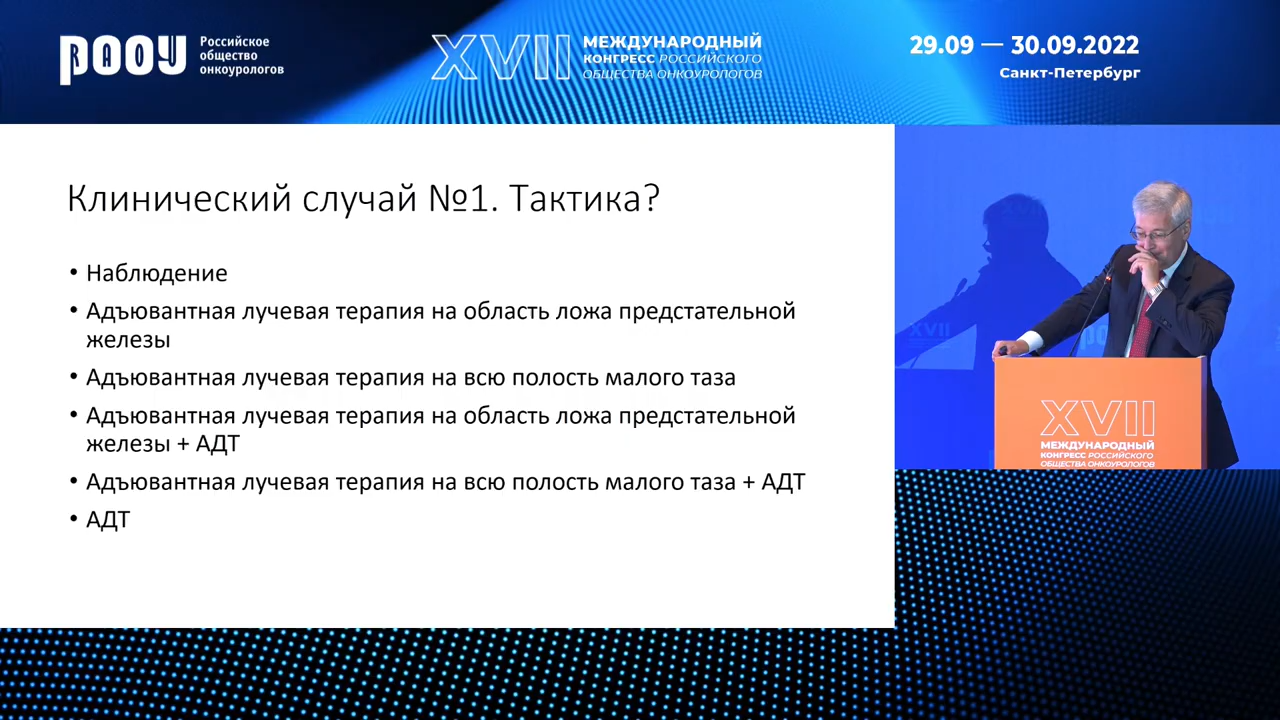 РАОУ
Российское
общество
онкоурологов
XVII
МЕЖДУНАРОДНЫЙ
КОНГРЕСС РОССИЙСКОГО
ОБЩЕСТВА ОНКОУРОЛОГОВ
29.09 — 30.09.2022
Санкт-Петербург
Клинический случай №1. Тактика?
• Наблюдение
• Адъювантная лучевая терапия на область ложа предстательной
железы
• Адъювантная лучевая терапия на всю полость малого таза
• Адъювантная лучевая терапия на область ложа предстательной
железы + АДТ
• Адъювантная лучевая терапия на всю полость малого таза + АДТ
• АДТ
XVII
XVII
МЕЖДУНАРОДНЫЙ
КОНГРЕСС РОССИЙСКОГО
ОБЩЕСТВА ОНКОУРОЛОГОВ